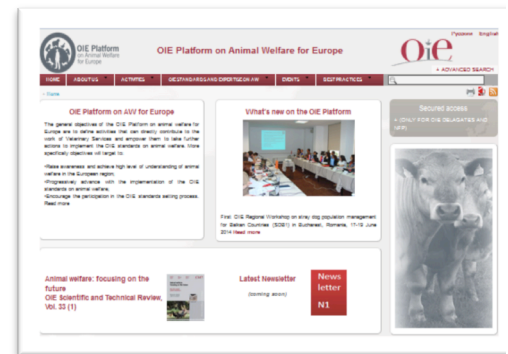 Русский English
OIE Platform
on Animal Welfare
for Europe
OIE Platform on Animal Welfare for Europe
Oie
+ ADVANCED SEARCH
HOME ABOUT US ACTIVITIES OIE STANDARDS AND EXPERTISE ON AW EVENTS BEST PRACTICES
Home
OIE Platform on AW for Europe
The general objectives of the OIE Platform on animal welfare for
Europe are to define activities that can directly contribute to the
work of Veterinary Services and empower them to take further
actions to implement the OIE standards on animal welfare. More
specifically objectives will target to:
•Raise awareness and achieve high level of understanding of animal
welfare in the European region,
•Progressively advance with the implementation of the OIE
standards on animal welfare,
•Encourage the participation in the OIE standards setting process.
Read more
What's new on the OIE Platform
First OIE Regional Workshop on stray dog population management
for Balkan Countries (SDB1) in Bucharest, Romania, 17-19 June
2014 Read more
Secured access
+ (ONLY FOR OIE DELEGATES AND
NFP)
Animal welfare: focusing on the
future
OIE Scientific and Technical Review,
Vol. 33 (1)
Latest Newsletter
(coming soon)
News
letter
N1